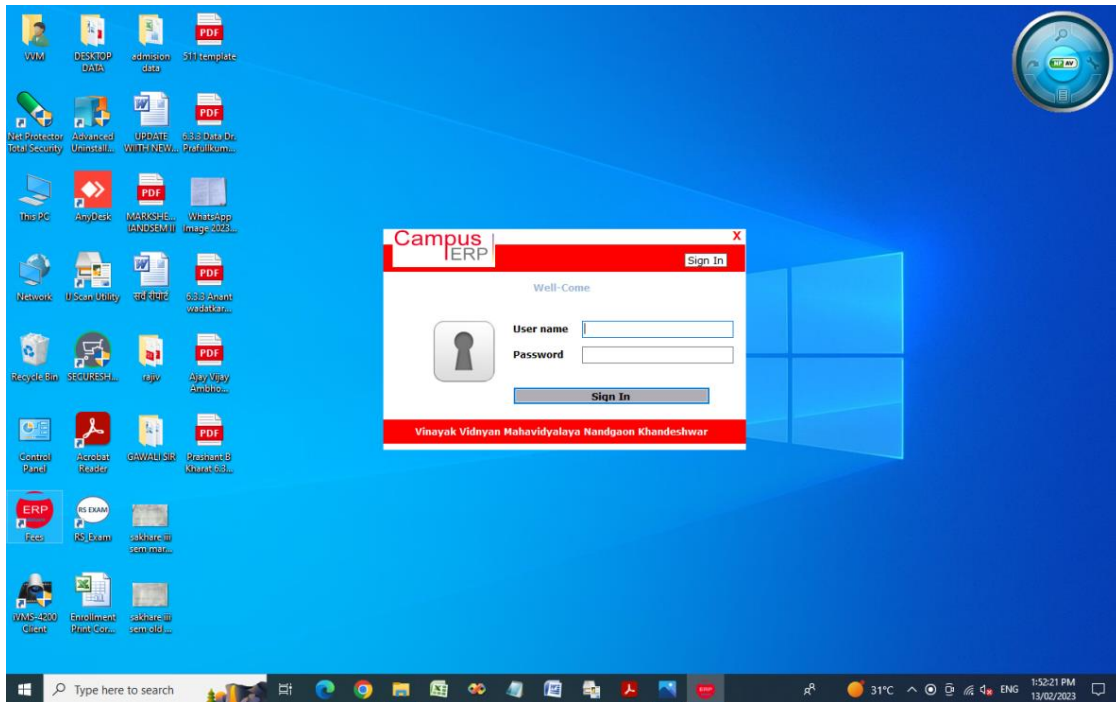 VVM
DESKTOP DATA
admision data
PDF
511 template
Net Protector Total Security
Advanced Uninstall...
UPDATE WIITH NEW...
PDF
6.3.3 Data Dr. Prafullkum...
This PC
AnyDesk
PDF
MARKSHE... IANDSEM II
WhatsApp Image 2023...
Network
IJ Scan Utility
सर्व रीपोर्ट
PDF
6.3.3 Anant wadatkar...
Recycle Bin
SECURESH...
rajiv
PDF
Ajay Vijay Ambho...
Control Panel
Acrobat Reader
GAWALI SIR
PDF
Prashant B Kharat 6.3...
ERP
Fees
RS EXAM
RS_Exam
sakhare iii sem mar...
iVMS-4200 Client
Enrollment Print Cor...
sakhare iii sem old ...
NP AV
Campus
ERP
X
Sign In
Well-Come
User name
Password
Sign In
Vinayak Vidnyan Mahavidyalaya Nandgaon Khandeshwar
Type here to search
ERP
31°C
ENG
1:52:21 PM
13/02/2023